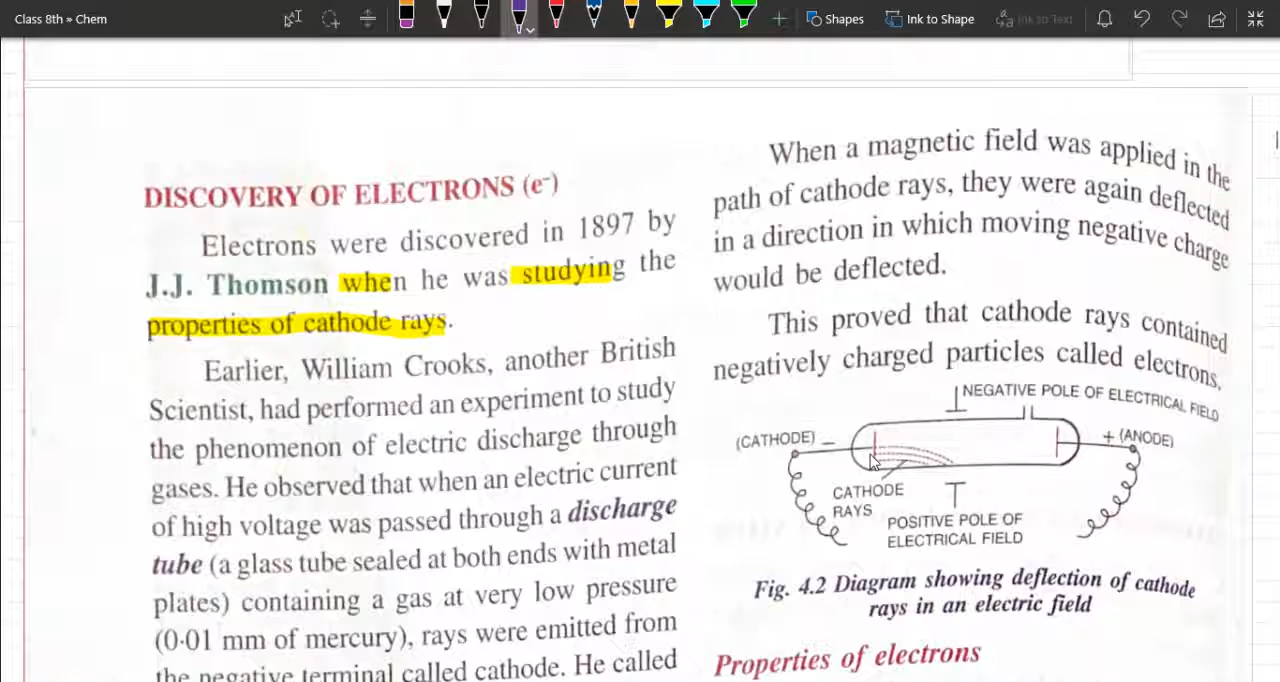 Class 8th » Chem
Shapes
Ink to Shape
Ink to Text
DISCOVERY OF ELECTRONS (e⁻)
Electrons were discovered in 1897 by
J.J. Thomson when he was studying the
properties of cathode rays.
Earlier, William Crooks, another British
Scientist, had performed an experiment to study
the phenomenon of electric discharge through
gases. He observed that when an electric current
of high voltage was passed through a discharge
tube (a glass tube sealed at both ends with metal
plates) containing a gas at very low pressure
(0·01 mm of mercury), rays were emitted from
the negative terminal called cathode. He called
When a magnetic field was applied in the
path of cathode rays, they were again deflected
in a direction in which moving negative charge
would be deflected.
This proved that cathode rays contained
negatively charged particles called electrons.
NEGATIVE POLE OF ELECTRICAL FIELD
(CATHODE) –
+ (ANODE)
CATHODE
RAYS
POSITIVE POLE OF
ELECTRICAL FIELD
Fig. 4.2 Diagram showing deflection of cathode
rays in an electric field
Properties of electrons